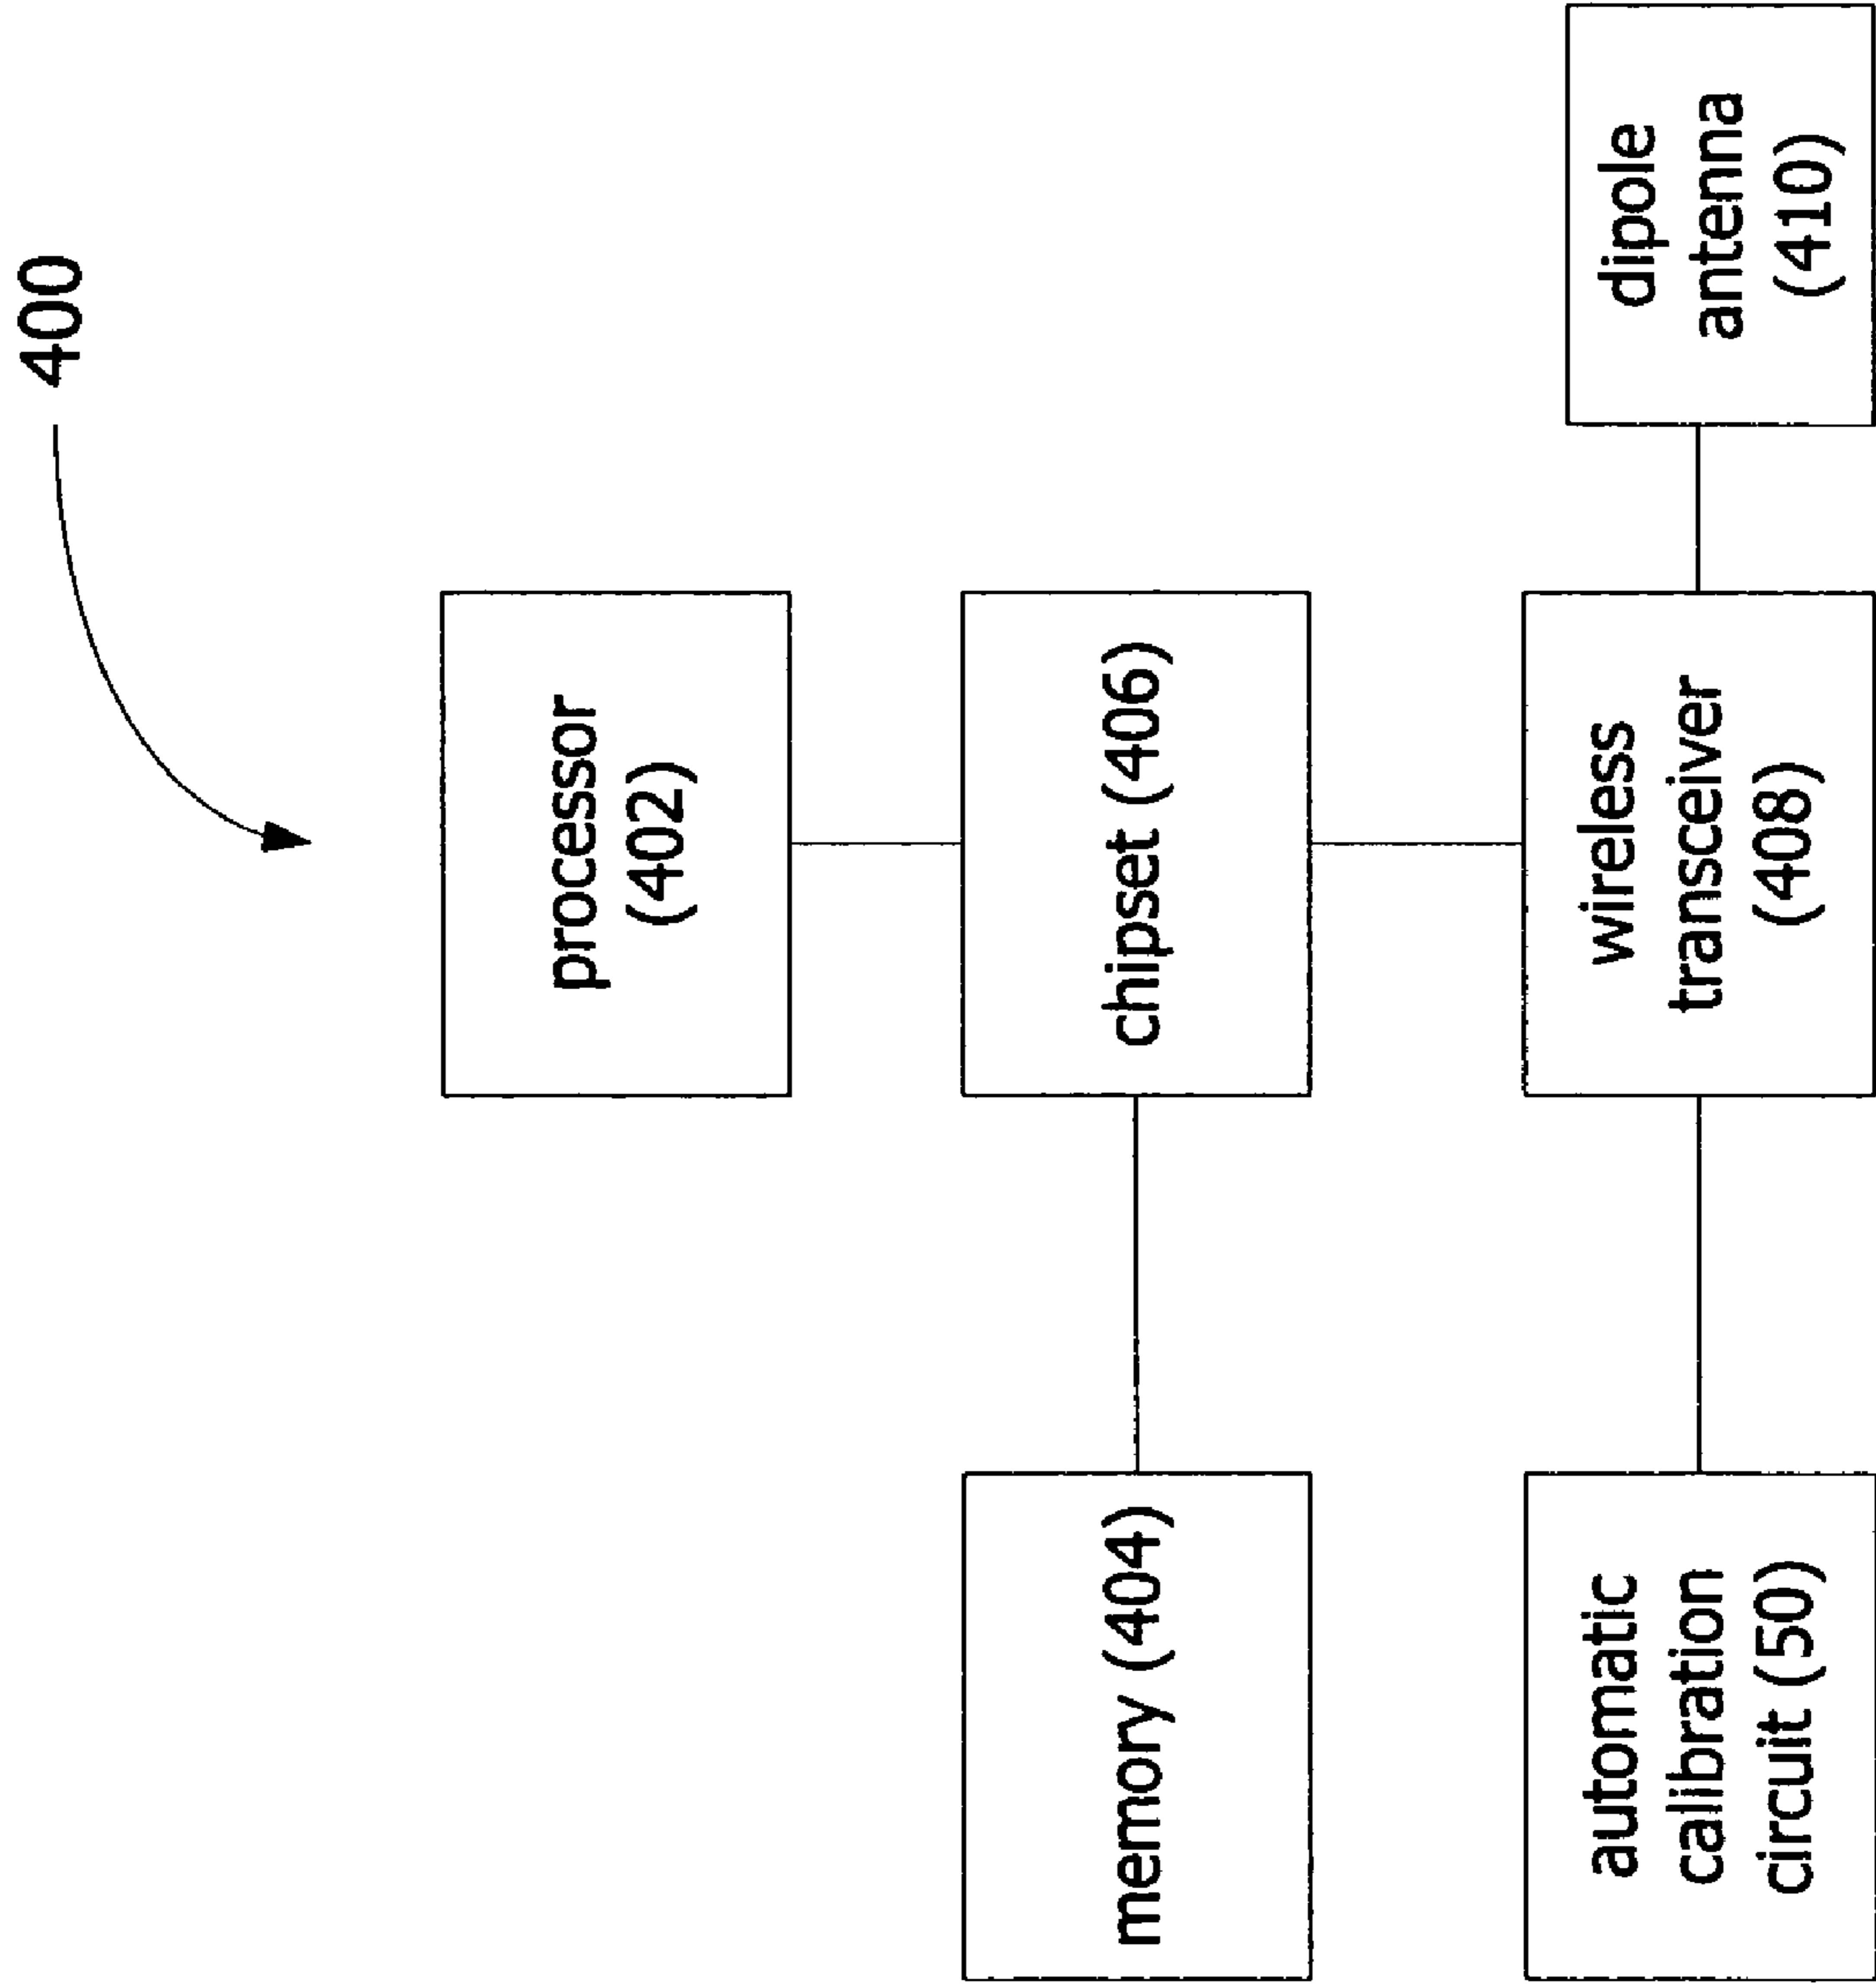 400
processor
(402)
memory (404)
chipset (406)
automatic
calibration
circuit (50)
wireless
transceiver
(408)
dipole
antenna
(410)